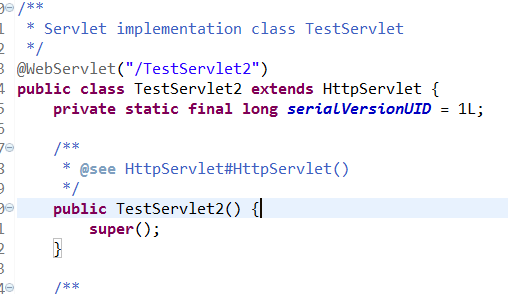 0 /**
1  * Servlet implementation class TestServlet
2  */
3 @WebServlet("/TestServlet2")
4 public class TestServlet2 extends HttpServlet {
5     private static final long serialVersionUID = 1L;
6
7     /**
8      * @see HttpServlet#HttpServlet()
9      */
0     public TestServlet2() {
1         super();
2     }
3
4     /**